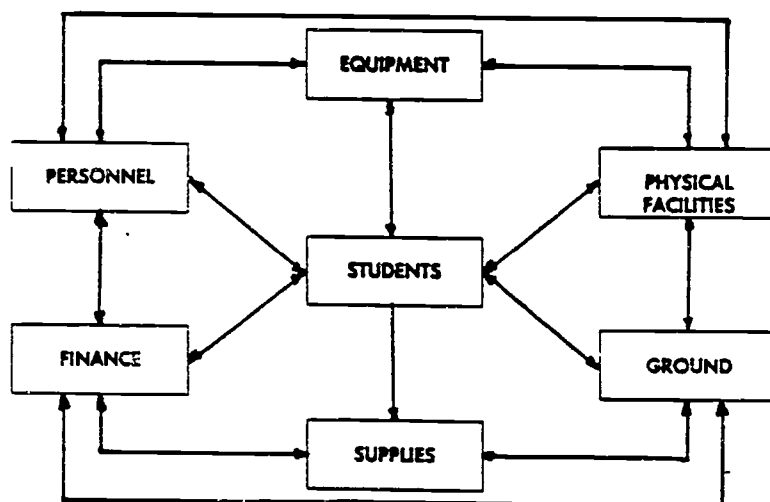 EQUIPMENT
PERSONNEL
PHYSICAL
FACILITIES
STUDENTS
FINANCE
GROUND
SUPPLIES